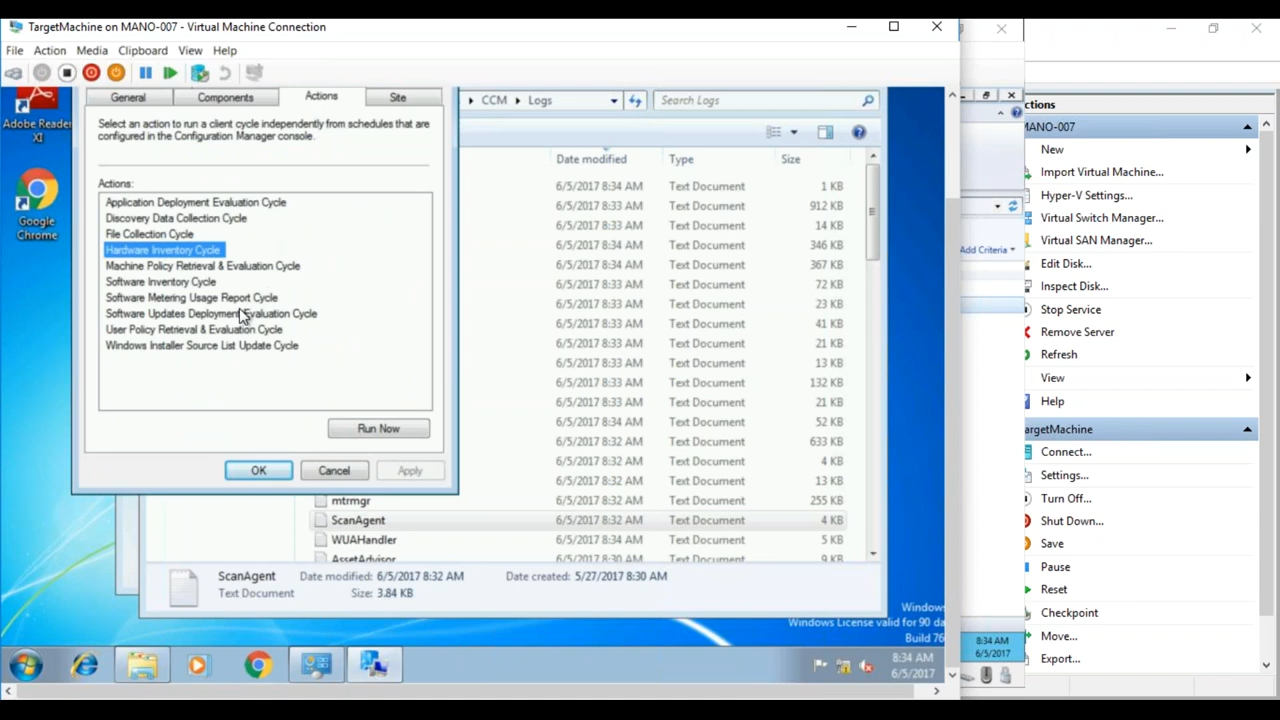 TargetMachine on MANO-007 - Virtual Machine Connection
File Action Media Clipboard View Help
Adobe Reader
XI
Google
Chrome
General Components Actions Site
Select an action to run a client cycle independently from schedules that are
configured in the Configuration Manager console.
Actions:
Application Deployment Evaluation Cycle
Discovery Data Collection Cycle
File Collection Cycle
Hardware Inventory Cycle
Machine Policy Retrieval & Evaluation Cycle
Software Inventory Cycle
Software Metering Usage Report Cycle
Software Updates Deployment Evaluation Cycle
User Policy Retrieval & Evaluation Cycle
Windows Installer Source List Update Cycle
Run Now
OK Cancel Apply
CCM Logs Search Logs
Date modified Type Size
6/5/2017 8:34 AM Text Document 1 KB
6/5/2017 8:33 AM Text Document 912 KB
6/5/2017 8:33 AM Text Document 14 KB
6/5/2017 8:34 AM Text Document 346 KB
6/5/2017 8:34 AM Text Document 367 KB
6/5/2017 8:33 AM Text Document 72 KB
6/5/2017 8:33 AM Text Document 23 KB
6/5/2017 8:33 AM Text Document 41 KB
6/5/2017 8:33 AM Text Document 21 KB
6/5/2017 8:33 AM Text Document 13 KB
6/5/2017 8:33 AM Text Document 132 KB
6/5/2017 8:33 AM Text Document 21 KB
6/5/2017 8:34 AM Text Document 52 KB
6/5/2017 8:32 AM Text Document 633 KB
6/5/2017 8:32 AM Text Document 4 KB
6/5/2017 8:32 AM Text Document 13 KB
mtrmgr 6/5/2017 8:32 AM Text Document 255 KB
ScanAgent 6/5/2017 8:32 AM Text Document 4 KB
WUAHandler 6/5/2017 8:34 AM Text Document 5 KB
AssetAdvisor 6/5/2017 8:30 AM Text Document 9 KB
ScanAgent Date modified: 6/5/2017 8:32 AM Date created: 5/27/2017 8:30 AM
Text Document Size: 3.84 KB
Windows
Windows License valid for 90 da
Build 76
8:34 AM
6/5/2017
Add Criteria
8:34 AM
6/5/2017
ctions
MANO-007
New
Import Virtual Machine...
Hyper-V Settings...
Virtual Switch Manager...
Virtual SAN Manager...
Edit Disk...
Inspect Disk...
Stop Service
Remove Server
Refresh
View
Help
argetMachine
Connect...
Settings...
Turn Off...
Shut Down...
Save
Pause
Reset
Checkpoint
Move...
Export...